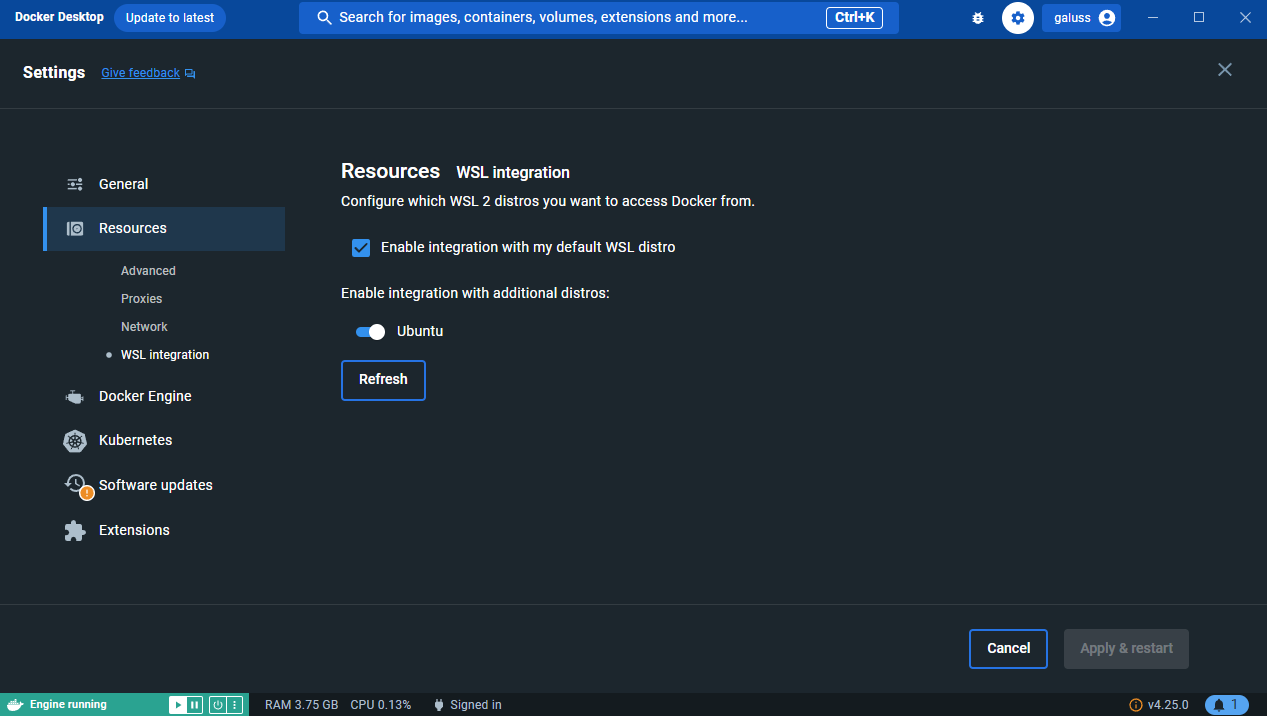 Docker Desktop Update to latest Search for images, containers, volumes, extensions and more... Ctrl+K galuss
Settings Give feedback
Resources WSL integration
Configure which WSL 2 distros you want to access Docker from.
General
Resources
Advanced
Proxies
Network
WSL integration
Docker Engine
Kubernetes
Software updates
Extensions
Enable integration with my default WSL distro
Enable integration with additional distros:
Ubuntu
Refresh
Cancel Apply & restart
Engine running RAM 3.75 GB CPU 0.13% Signed in v4.25.0 1